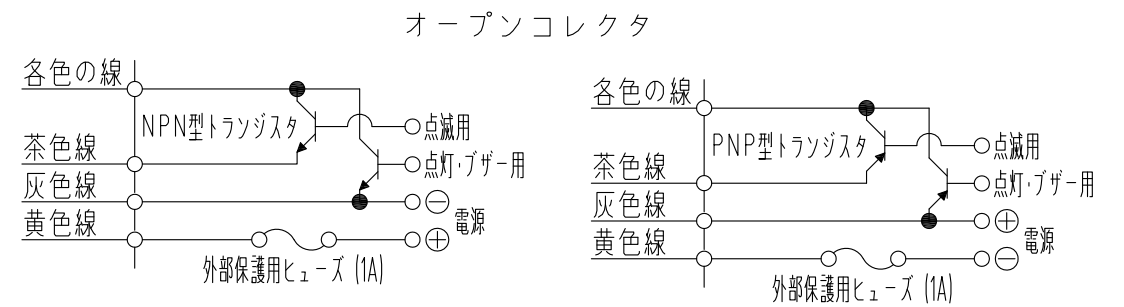 オープンコレクタ
各色の線
NPN型トランジスタ
点滅用
茶色線
点灯・ブザー用
灰色線
⊖
電源
黄色線
⊕
外部保護用ヒューズ (1A)
各色の線
PNP型トランジスタ
点滅用
茶色線
点灯・ブザー用
灰色線
⊕
電源
黄色線
⊖
外部保護用ヒューズ (1A)